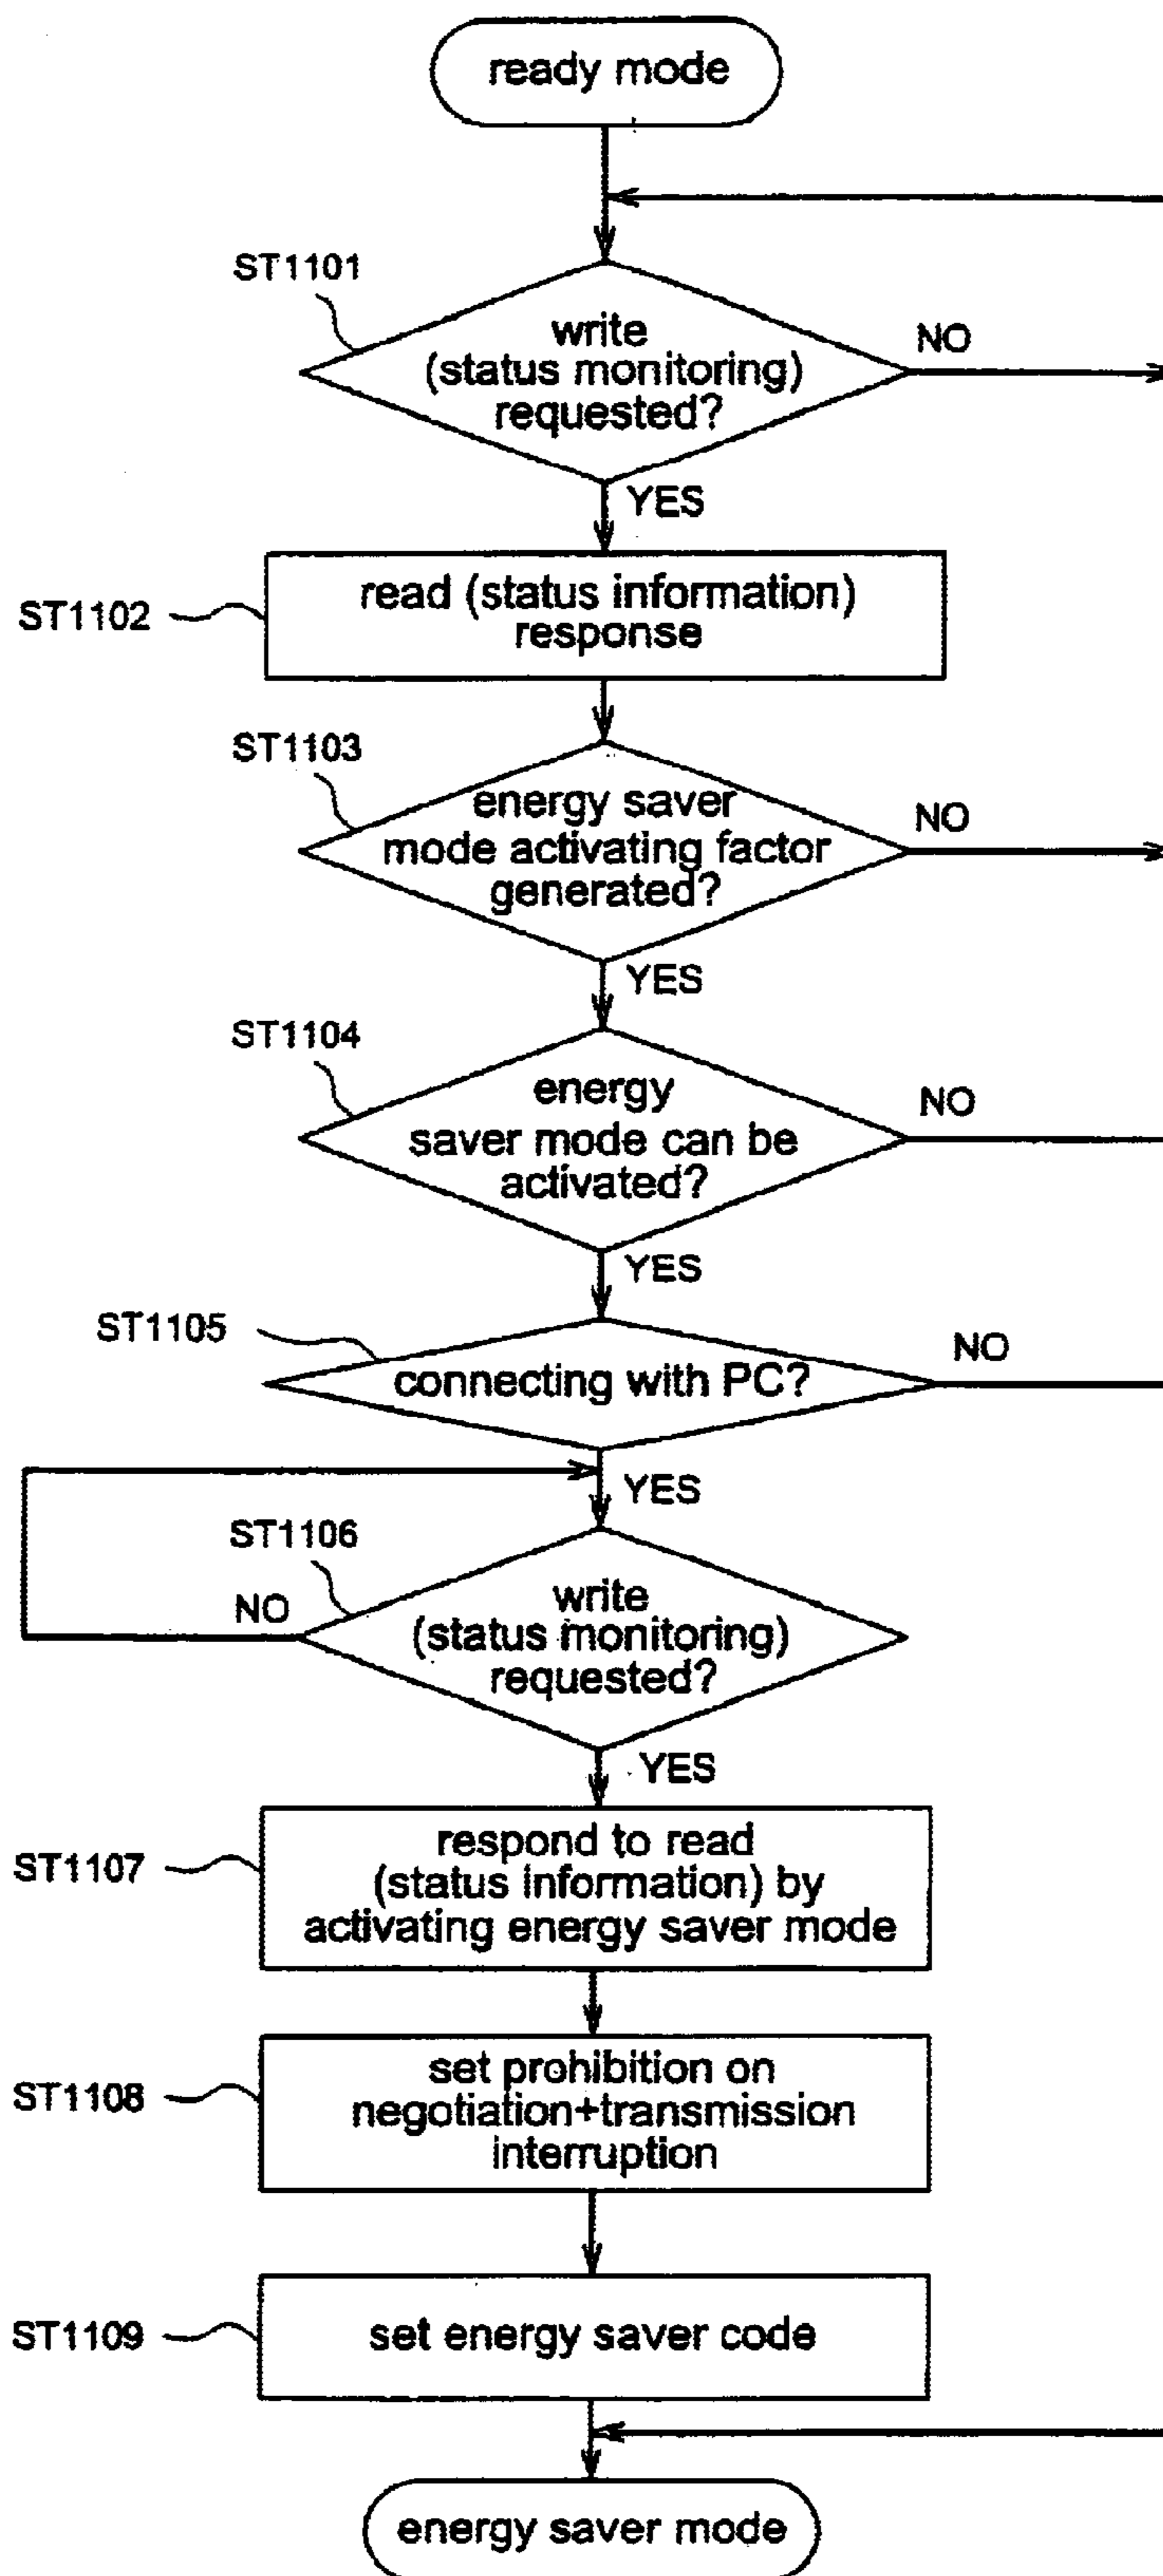 ready mode
ST1101
write
(status monitoring)
requested?
NO
YES
ST1102
read (status information)
response
ST1103
energy saver
mode activating factor
generated?
NO
YES
ST1104
energy
saver mode can be
activated?
NO
YES
ST1105
connecting with PC?
NO
YES
ST1106
write
(status monitoring)
requested?
NO
YES
ST1107
respond to read
(status information) by
activating energy saver mode
ST1108
set prohibition on
negotiation+transmission
interruption
ST1109
set energy saver code
energy saver mode